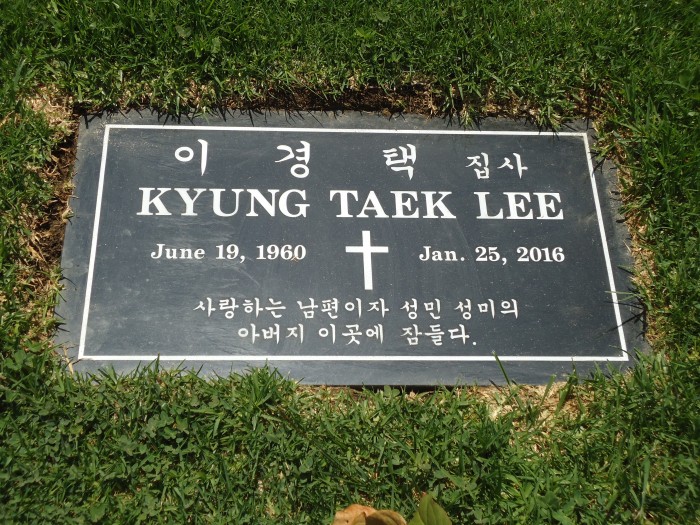 이 경 택 집사
KYUNG TAEK LEE
June 19, 1960 Jan. 25, 2016
사랑하는 남편이자 성민 성미의
아버지 이곳에 잠들다.